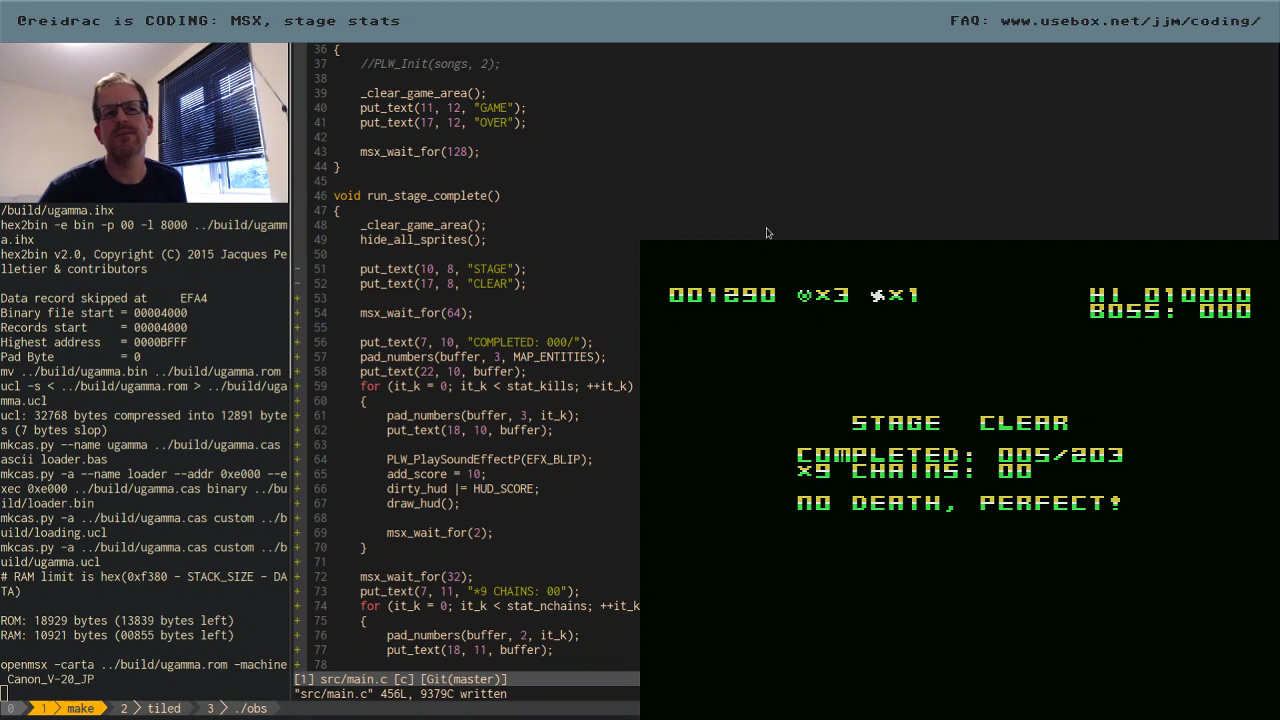 @reidrac is CODING: MSX, stage stats
FAQ: www.usebox.net/jjm/coding/
/build/ugamma.ihx
hex2bin -e bin -p 00 -l 8000 ../build/ugamm
a.ihx
hex2bin v2.0, Copyright (C) 2015 Jacques Pe
lletier & contributors
Data record skipped at     EFA4
Binary file start = 00004000
Records start     = 00004000
Highest address   = 0000BFFF
Pad Byte          = 0
mv ../build/ugamma.bin ../build/ugamma.rom
ucl -s < ../build/ugamma.rom > ../build/uga
mma.ucl
ucl: 32768 bytes compressed into 12891 byte
s (7 bytes slop)
mkcas.py --name ugamma ../build/ugamma.cas
ascii loader.bas
mkcas.py -a --name loader --addr 0xe000 --e
xec 0xe000 ../build/ugamma.cas binary ../bu
ild/loader.bin
mkcas.py -a ../build/ugamma.cas custom ../b
uild/loading.ucl
mkcas.py -a ../build/ugamma.cas custom ../b
uild/ugamma.ucl
# RAM limit is hex(0xf380 - STACK_SIZE - DA
TA)
ROM: 18929 bytes (13839 bytes left)
RAM: 10921 bytes (00855 bytes left)
openmsx -carta ../build/ugamma.rom -machine
Canon_V-20_JP
0 1 make 2 tiled 3 ./obs
36 {
37     //PLW_Init(songs, 2);
38
39     _clear_game_area();
40     put_text(11, 12, "GAME");
41     put_text(17, 12, "OVER");
42
43     msx_wait_for(128);
44 }
45
46 void run_stage_complete()
47 {
48     _clear_game_area();
49     hide_all_sprites();
50
- 51     put_text(10, 8, "STAGE");
- 52     put_text(17, 8, "CLEAR");
+ 53
+ 54     msx_wait_for(64);
+ 55
+ 56     put_text(7, 10, "COMPLETED: 000/");
+ 57     pad_numbers(buffer, 3, MAP_ENTITIES);
+ 58     put_text(22, 10, buffer);
+ 59     for (it_k = 0; it_k < stat_kills; ++it_k)
+ 60     {
+ 61         pad_numbers(buffer, 3, it_k);
+ 62         put_text(18, 10, buffer);
+ 63
+ 64         PLW_PlaySoundEffectP(EFX_BLIP);
+ 65         add_score = 10;
+ 66         dirty_hud |= HUD_SCORE;
+ 67         draw_hud();
+ 68
+ 69         msx_wait_for(2);
+ 70     }
+ 71
+ 72     msx_wait_for(32);
+ 73     put_text(7, 11, "*9 CHAINS: 00");
+ 74     for (it_k = 0; it_k < stat_nchains; ++it_k
+ 75     {
+ 76         pad_numbers(buffer, 2, it_k);
+ 77         put_text(18, 11, buffer);
+ 78
[1] src/main.c [c] [Git(master)]
"src/main.c" 456L, 9379C written
001290 ×3 ×1 HI 010000
BOSS: 000
STAGE CLEAR
COMPLETED: 005/203
×9 CHAINS: 00
NO DEATH, PERFECT!